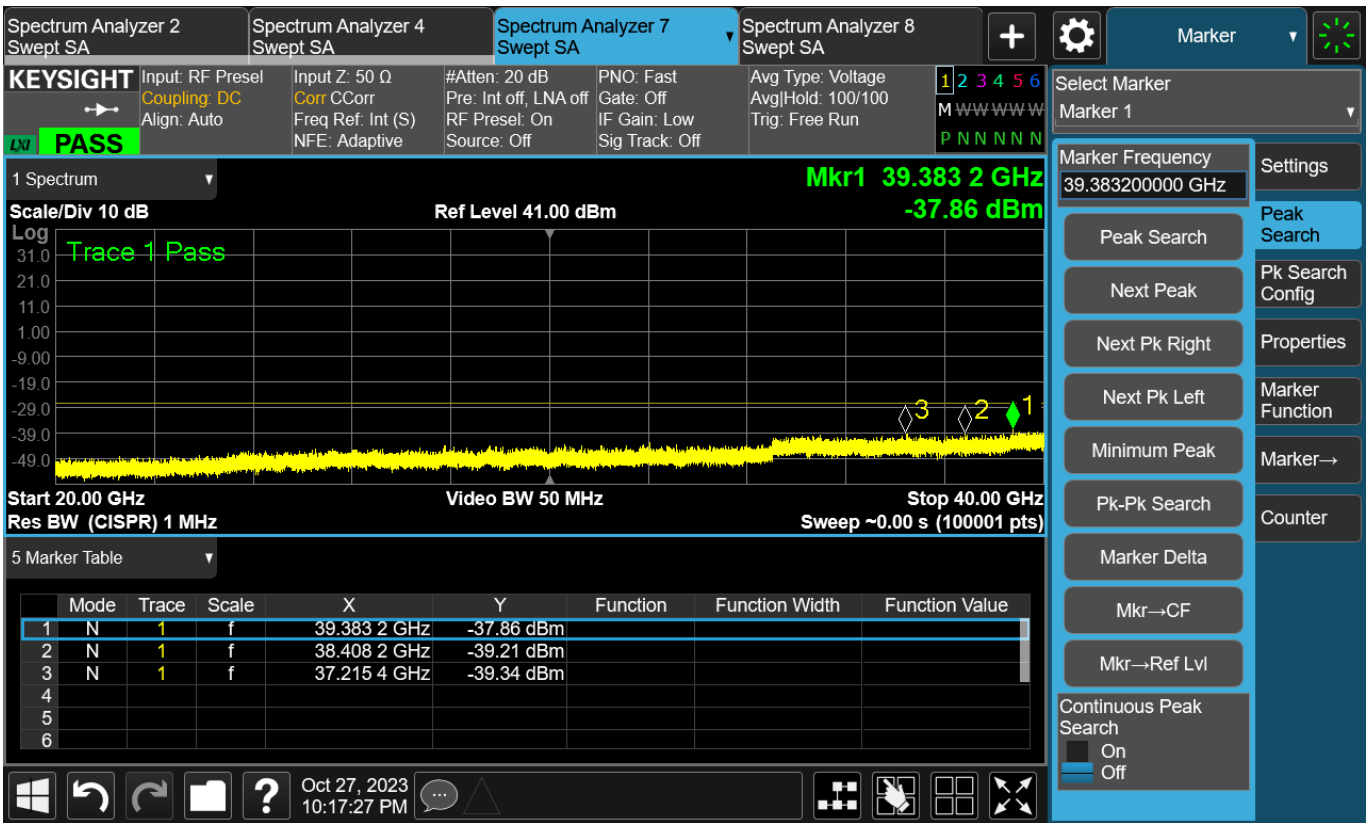 Spectrum Analyzer 2
Swept SA
Spectrum Analyzer 4
Swept SA
Spectrum Analyzer 7
Swept SA
Spectrum Analyzer 8
Swept SA
+
Marker
KEYSIGHT
LXI
PASS
Input: RF Presel
Coupling: DC
Align: Auto
Input Z: 50 Ω
Corr CCorr
Freq Ref: Int (S)
NFE: Adaptive
#Atten: 20 dB
Pre: Int off, LNA off
RF Presel: On
Source: Off
PNO: Fast
Gate: Off
IF Gain: Low
Sig Track: Off
Avg Type: Voltage
Avg|Hold: 100/100
Trig: Free Run
1 2 3 4 5 6
M W W W W W
P N N N N N
1 Spectrum
Scale/Div 10 dB
Ref Level 41.00 dBm
Mkr1 39.383 2 GHz
-37.86 dBm
Log
Trace 1 Pass
31.0
21.0
11.0
1.00
-9.00
-19.0
-29.0
-39.0
-49.0
3
2
1
Start 20.00 GHz
Video BW 50 MHz
Stop 40.00 GHz
Res BW (CISPR) 1 MHz
Sweep ~0.00 s (100001 pts)
5 Marker Table
Mode Trace Scale X Y Function Function Width Function Value
1 N 1 f 39.383 2 GHz -37.86 dBm
2 N 1 f 38.408 2 GHz -39.21 dBm
3 N 1 f 37.215 4 GHz -39.34 dBm
4
5
6
?
Oct 27, 2023
10:17:27 PM
Select Marker
Marker 1
Marker Frequency
39.383200000 GHz
Peak Search
Next Peak
Next Pk Right
Next Pk Left
Minimum Peak
Pk-Pk Search
Marker Delta
Mkr→CF
Mkr→Ref Lvl
Continuous Peak
Search
On
Off
Settings
Peak
Search
Pk Search
Config
Properties
Marker
Function
Marker→
Counter